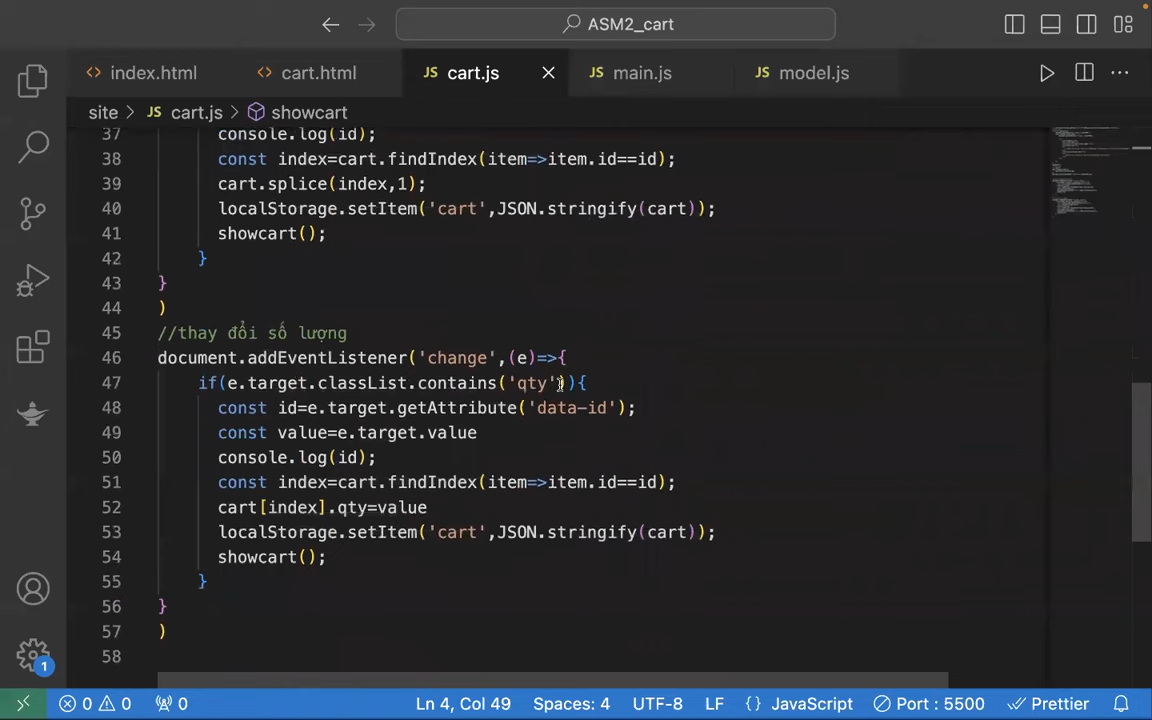 ASM2_cart
index.html cart.html JS cart.js JS main.js JS model.js
site JS cart.js showcart
37 console.log(id);
38 const index=cart.findIndex(item=>item.id==id);
39 cart.splice(index,1);
40 localStorage.setItem('cart',JSON.stringify(cart));
41 showcart();
42 }
43 }
44 )
45 //thay đổi số lượng
46 document.addEventListener('change',(e)=>{
47 if(e.target.classList.contains('qty')){
48 const id=e.target.getAttribute('data-id');
49 const value=e.target.value
50 console.log(id);
51 const index=cart.findIndex(item=>item.id==id);
52 cart[index].qty=value
53 localStorage.setItem('cart',JSON.stringify(cart));
54 showcart();
55 }
56 }
57 )
58
1
0 0 0 Ln 4, Col 49 Spaces: 4 UTF-8 LF {} JavaScript Port : 5500 Prettier